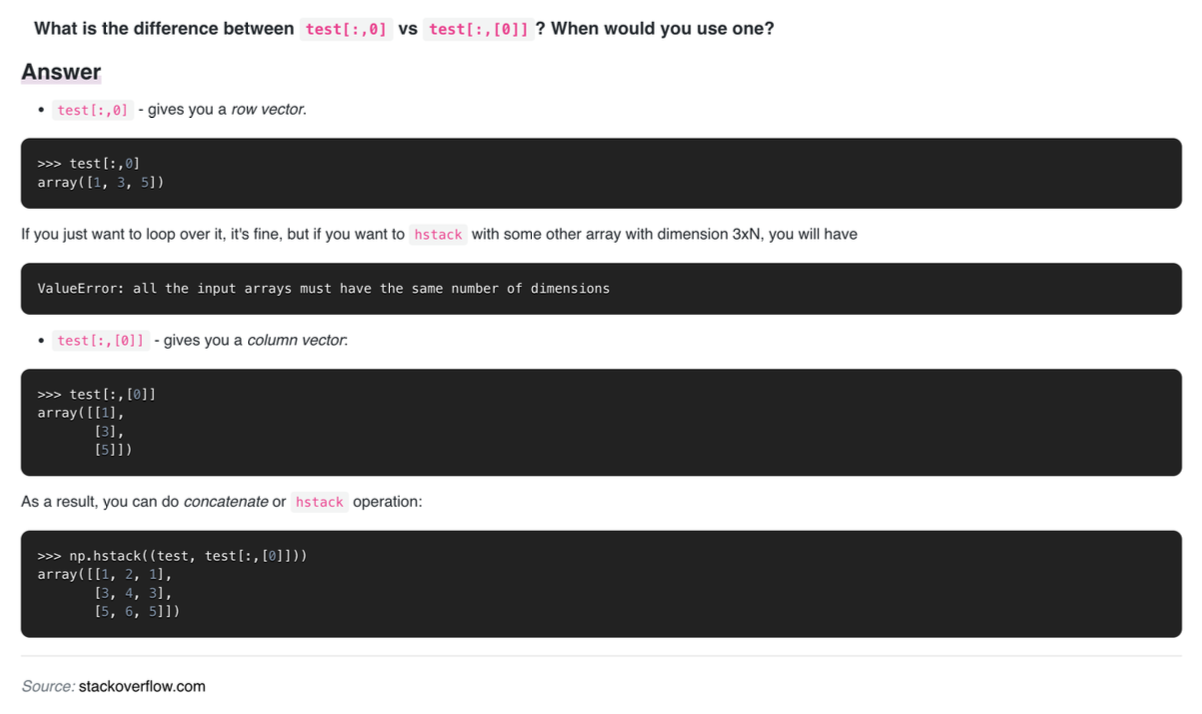 What is the difference between test[:,0] vs test[:,[0]] ? When would you use one?
Answer
• test[:,0] - gives you a row vector.
>>> test[:,0]
array([1, 3, 5])
If you just want to loop over it, it's fine, but if you want to hstack with some other array with dimension 3xN, you will have
ValueError: all the input arrays must have the same number of dimensions
• test[:,[0]] - gives you a column vector:
>>> test[:,[0]]
array([[1],
       [3],
       [5]])
As a result, you can do concatenate or hstack operation:
>>> np.hstack((test, test[:,[0]]))
array([[1, 2, 1],
       [3, 4, 3],
       [5, 6, 5]])
Source: stackoverflow.com